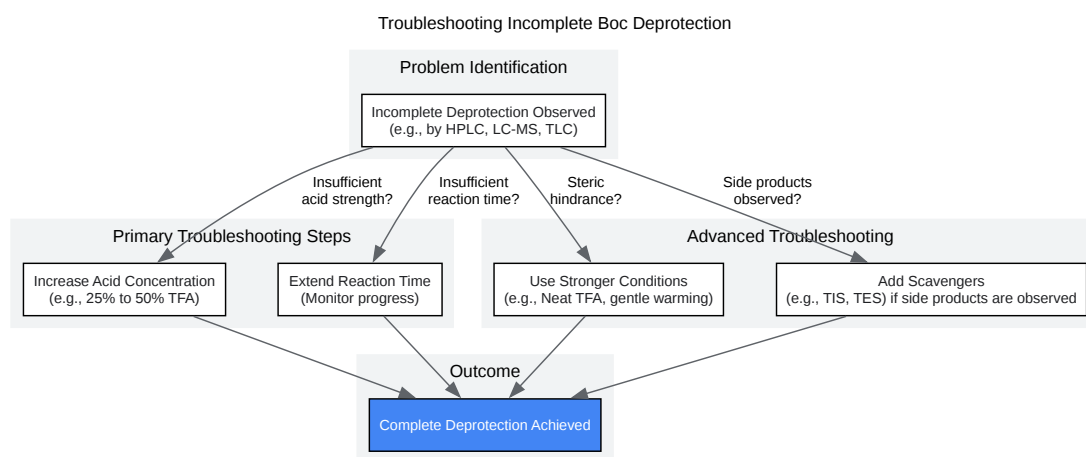 Troubleshooting Incomplete Boc Deprotection
Problem Identification
Incomplete Deprotection Observed
(e.g., by HPLC, LC-MS, TLC)
Insufficient
acid strength?
Insufficient
reaction time?
Steric
hindrance?
Side products
observed?
Primary Troubleshooting Steps
Increase Acid Concentration
(e.g., 25% to 50% TFA)
Extend Reaction Time
(Monitor progress)
Advanced Troubleshooting
Use Stronger Conditions
(e.g., Neat TFA, gentle warming)
Add Scavengers
(e.g., TIS, TES) if side products are observed
Outcome
Complete Deprotection Achieved